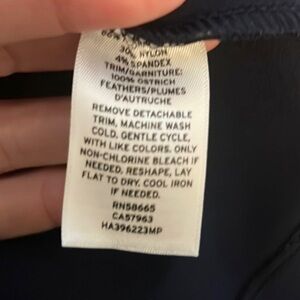 30% NYLON
4% SPANDEX
TRIM/GARNITURE:
100% OSTRICH
FEATHERS/PLUMES
D'AUTRUCHE
REMOVE DETACHABLE
TRIM, MACHINE WASH
COLD. GENTLE CYCLE,
WITH LIKE COLORS. ONLY
NON-CHLORINE BLEACH IF
NEEDED. RESHAPE, LAY
FLAT TO DRY. COOL IRON
IF NEEDED.
RN58665
CA57963
HA396223MP